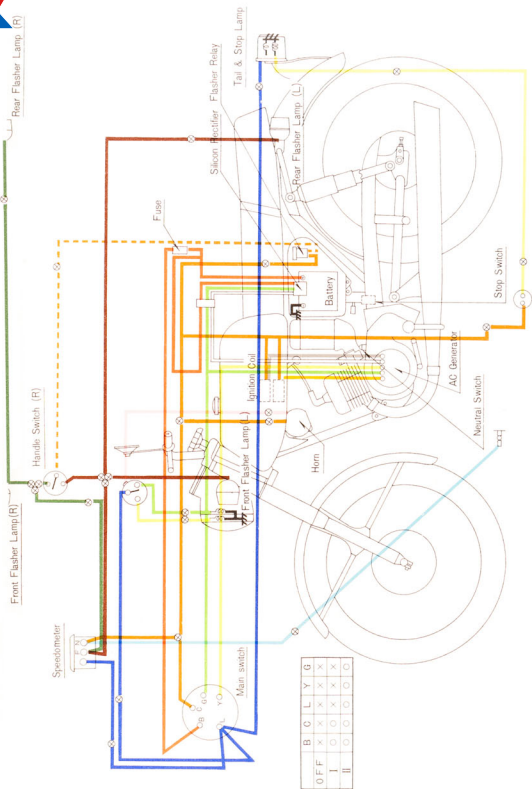 Rear Flasher Lamp (R)
Tail & Stop Lamp
Silicon Rectifier
Flasher Relay
Rear Flasher Lamp (L)
Fuse
Battery
Stop Switch
Handle Switch (R)
Ignition Coil
AC Generator
Front Flasher Lamp(R)
Front Flasher Lamp(L)
Horn
Neutral Switch
Speedometer
N
F
Main switch
B
G
L
Y
B C L Y G
OFF × × × × ×
I ○ ○ × × ×
II ○ ○ ○ ○ ○